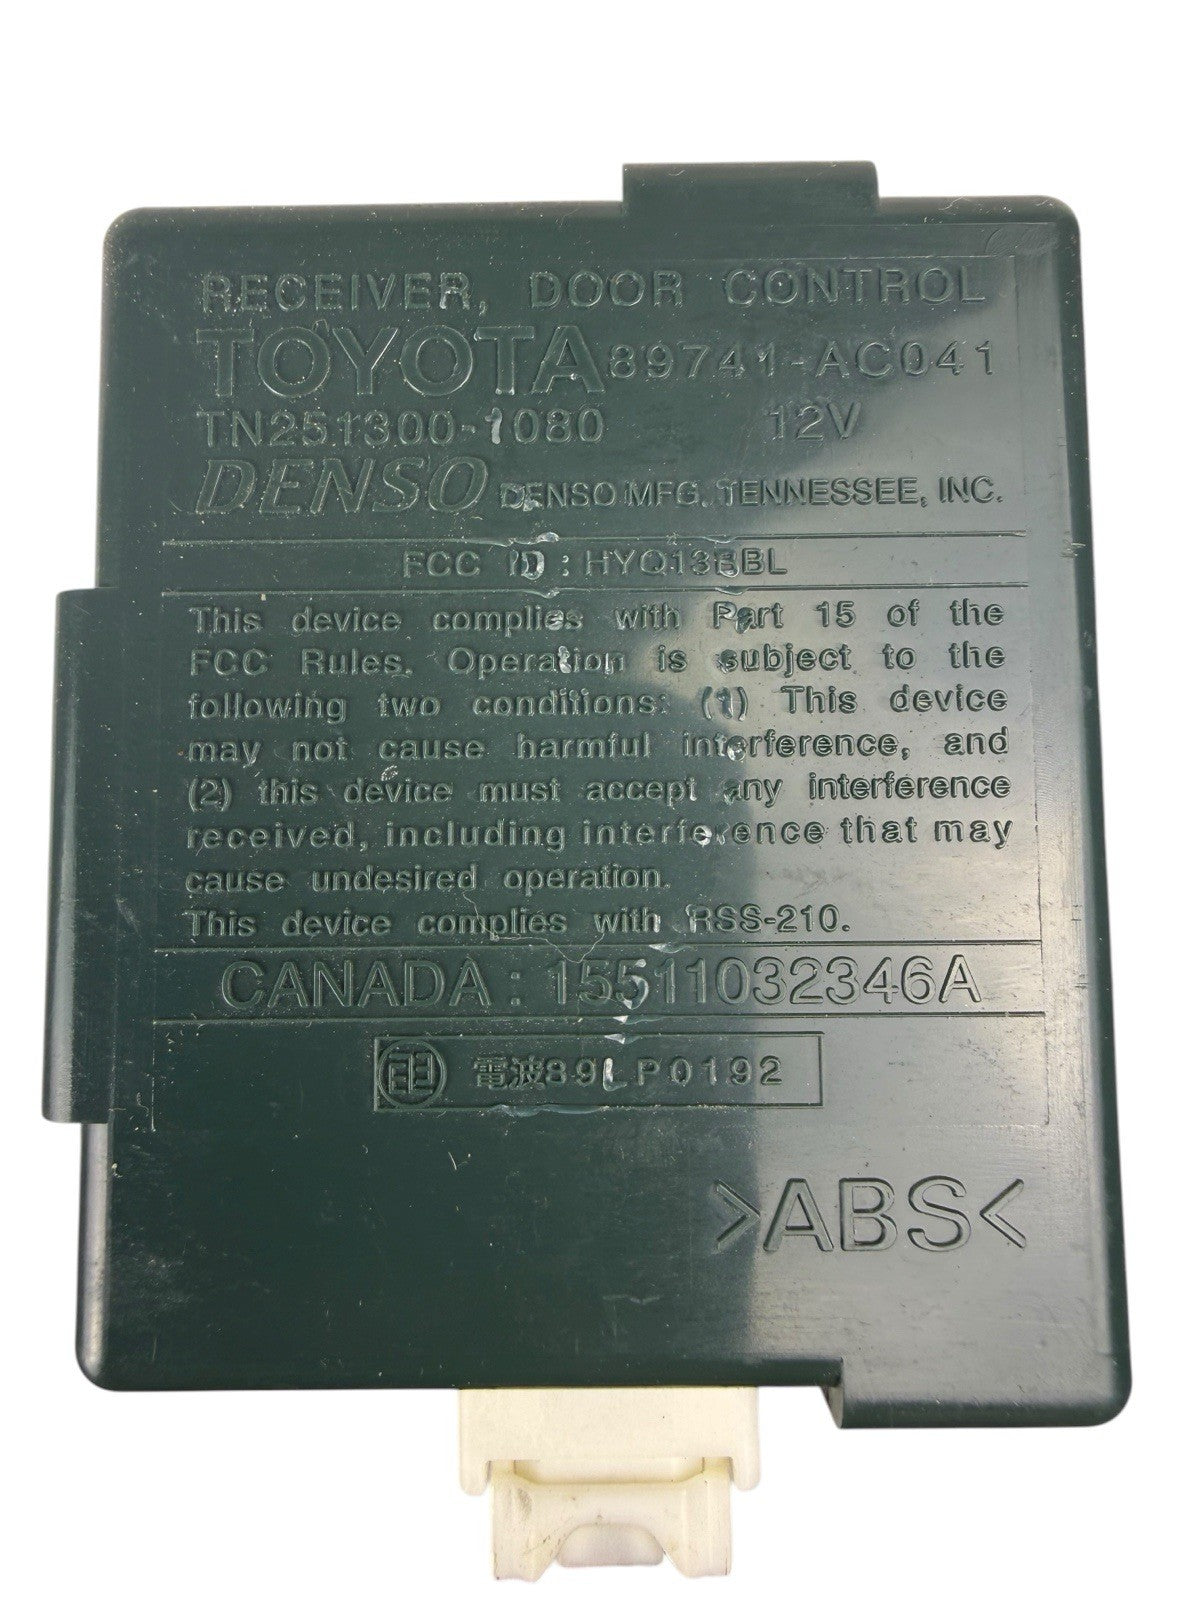 RECEIVER, DOOR CONTROL
TOYOTA 89741-AC041
TN251300-1080 12V
DENSO DENSO MFG. TENNESSEE, INC.
FCC ID : HYQ13BBL
This device complies with Part 15 of the
FCC Rules. Operation is subject to the
following two conditions: (1) This device
may not cause harmful interference, and
(2) this device must accept any interference
received, including interference that may
cause undesired operation.
This device complies with RSS-210.
CANADA : 15511032346A
電波89LP0192
>ABS<